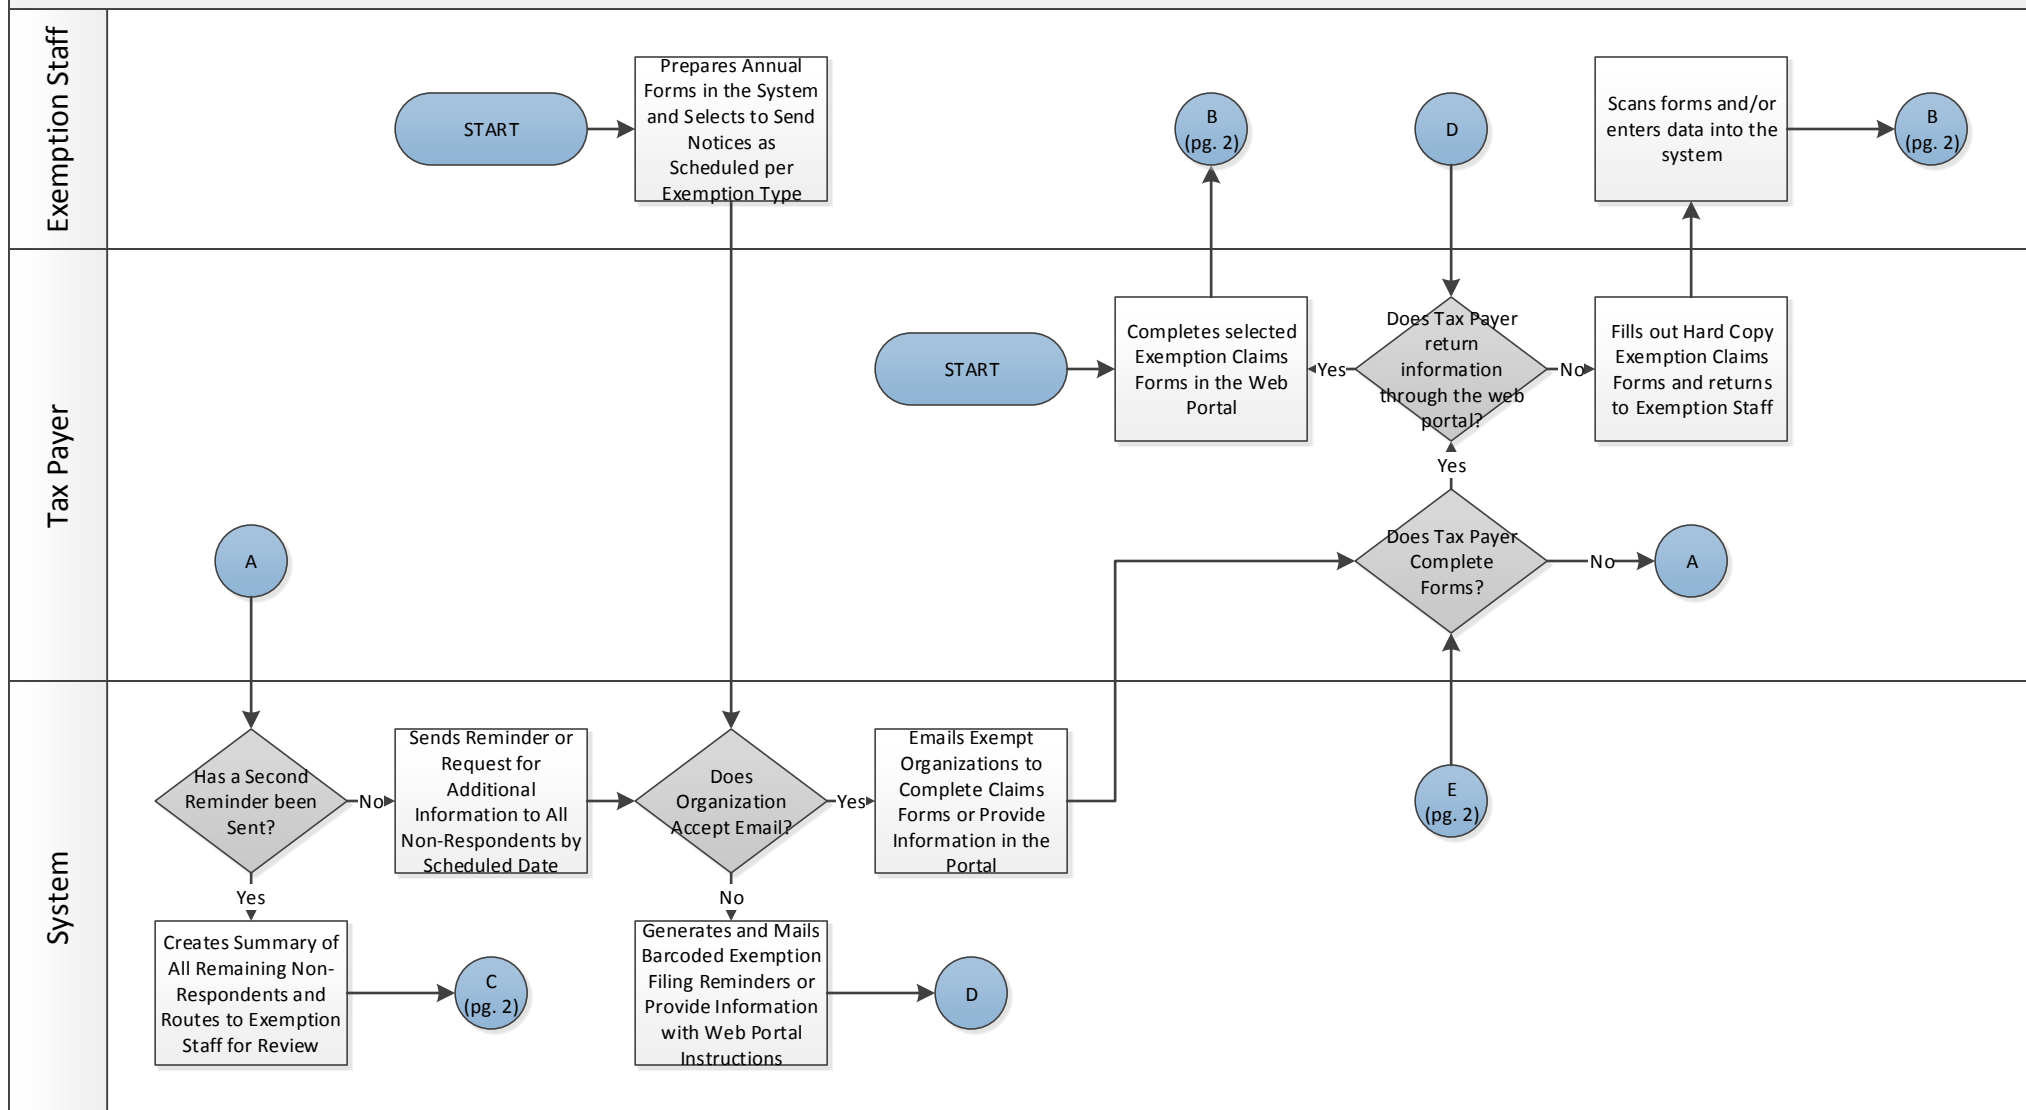 Exemption Staff
START
Prepares Annual
Forms in the System
and Selects to Send
Notices as
Scheduled per
Exemption Type
B
(pg. 2)
D
Scans forms and/or
enters data into the
system
B
(pg. 2)
Tax Payer
START
Completes selected
Exemption Claims
Forms in the Web
Portal
Yes
Does Tax Payer
return
information
through the web
portal?
No
Fills out Hard Copy
Exemption Claims
Forms and returns
to Exemption Staff
Yes
A
Does Tax Payer
Complete
Forms?
No
A
System
Has a Second
Reminder been
Sent?
No
Sends Reminder or
Request for
Additional
Information to All
Non-Respondents by
Scheduled Date
Does
Organization
Accept Email?
Yes
Emails Exempt
Organizations to
Complete Claims
Forms or Provide
Information in the
Portal
E
(pg. 2)
Yes
No
Creates Summary of
All Remaining Non-
Respondents and
Routes to Exemption
Staff for Review
C
(pg. 2)
Generates and Mails
Barcoded Exemption
Filing Reminders or
Provide Information
with Web Portal
Instructions
D